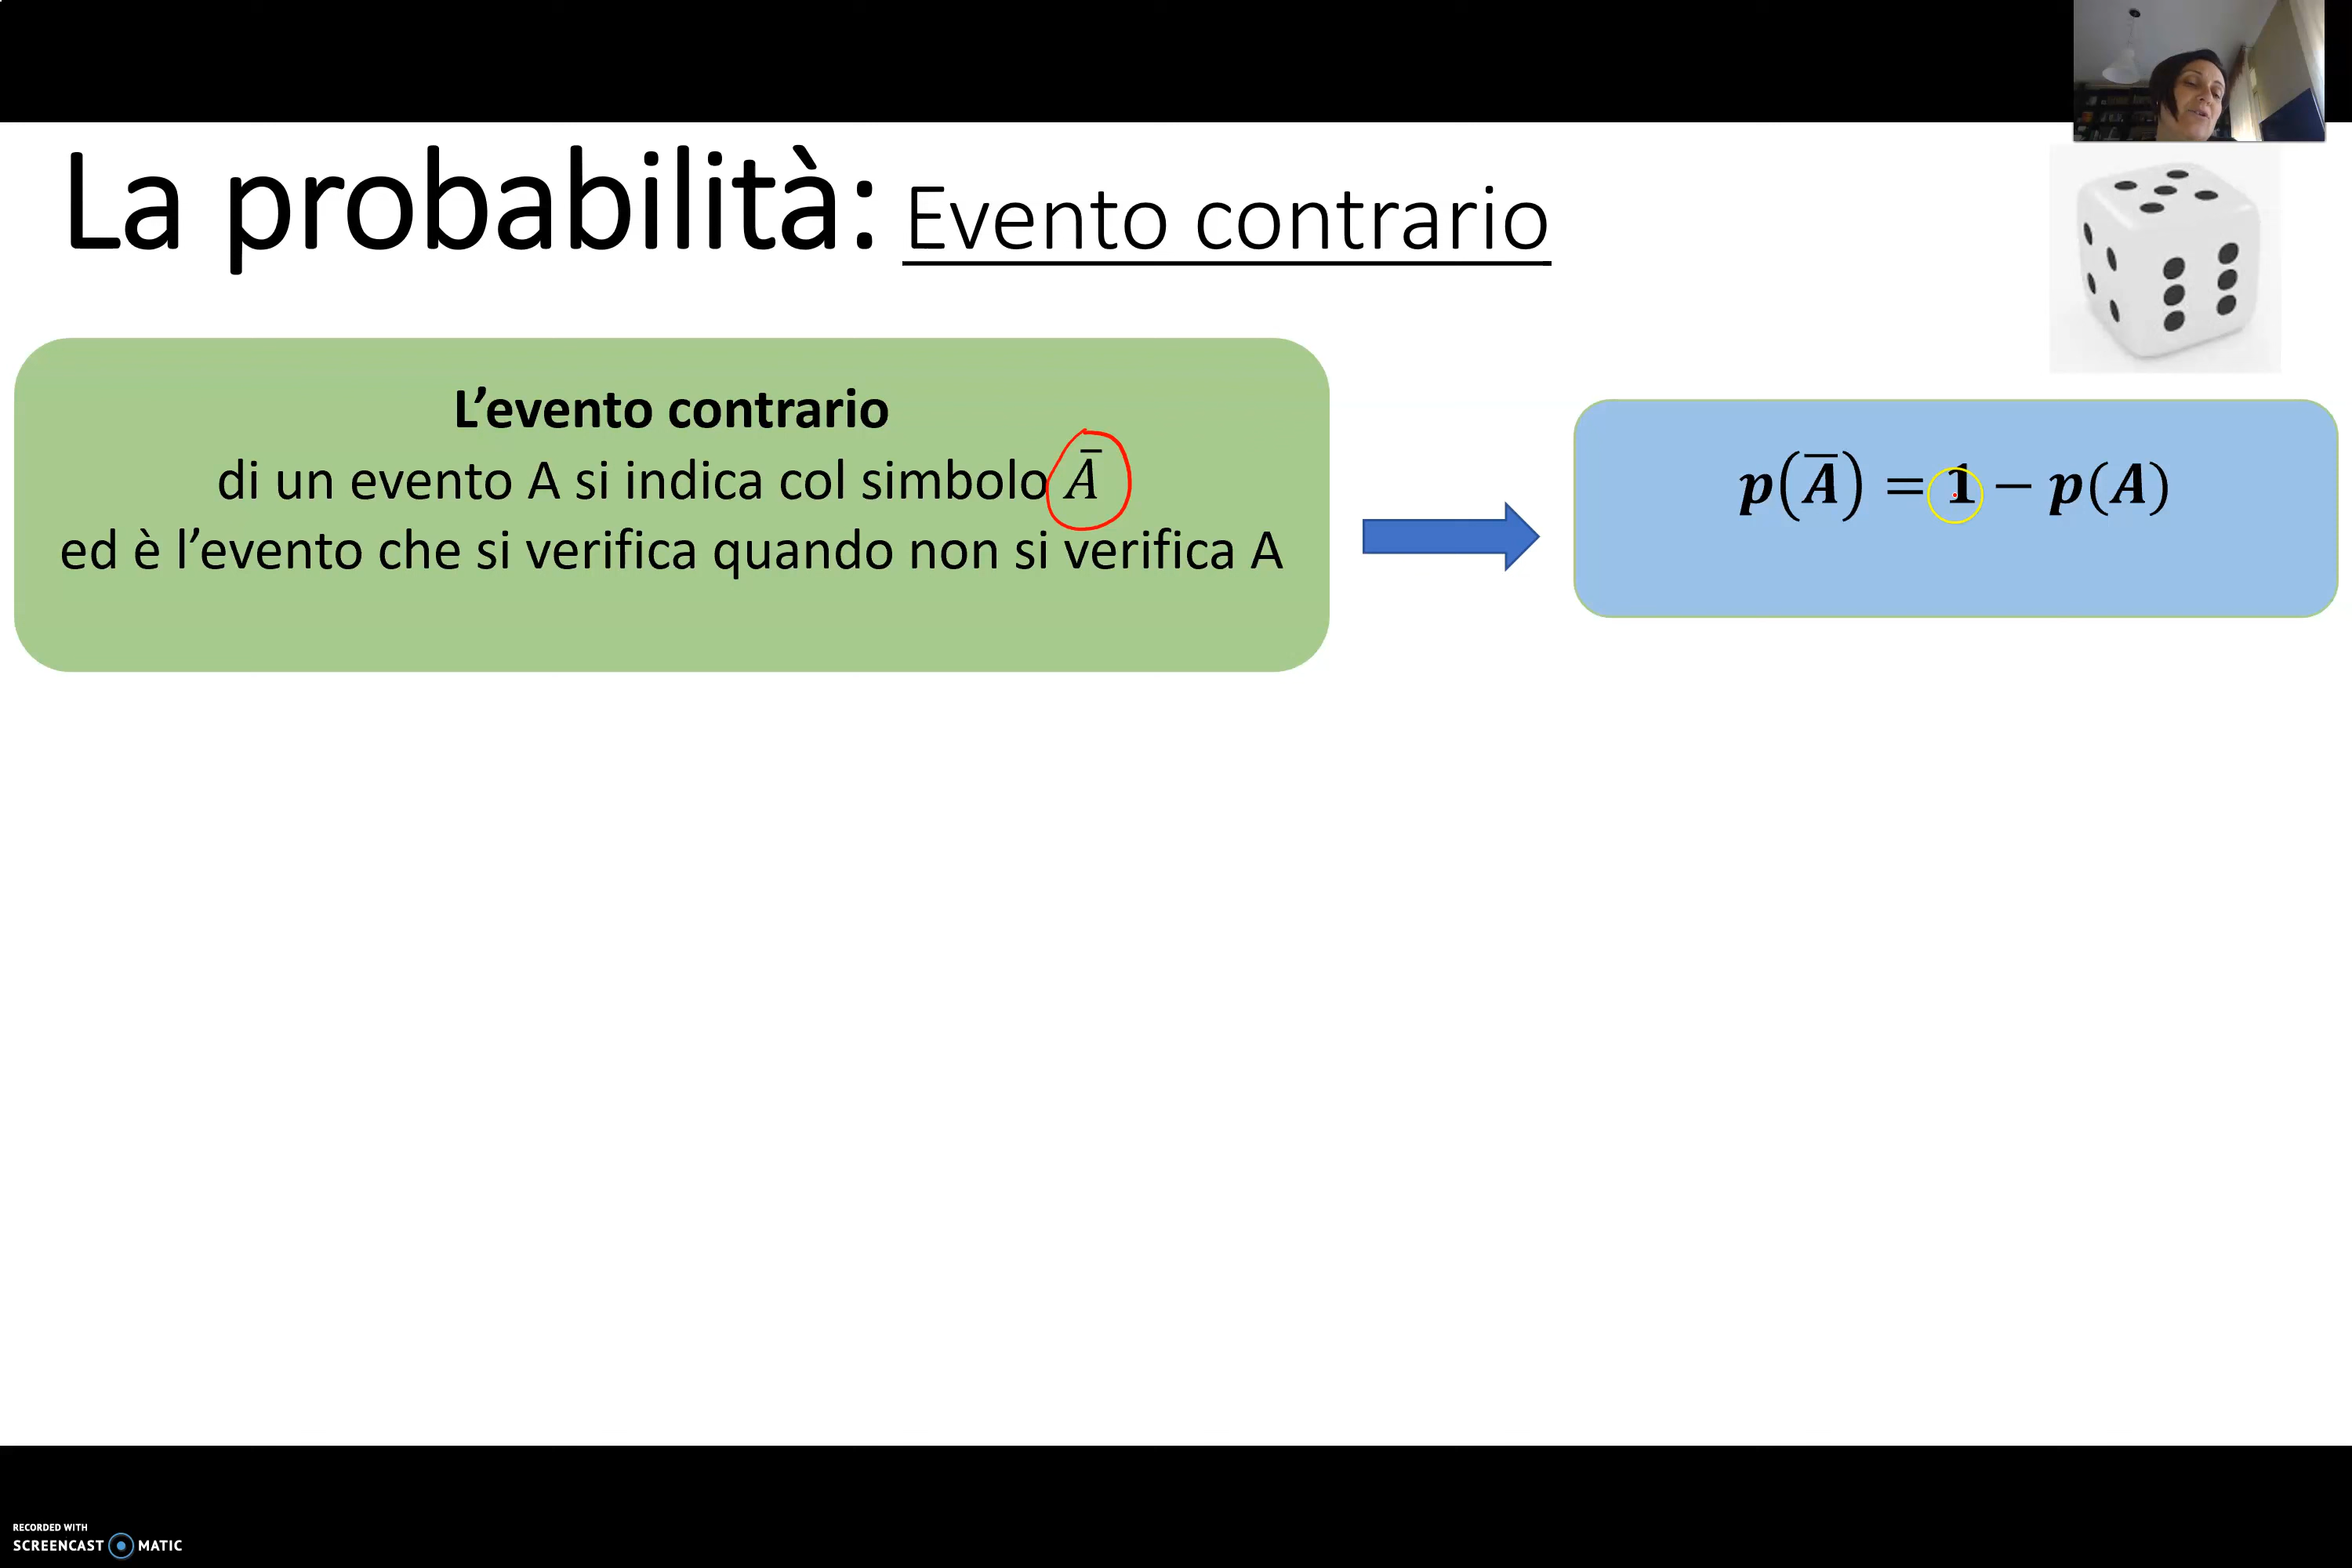 La probabilità: Evento contrario
L’evento contrario
di un evento A si indica col simbolo Ā
ed è l’evento che si verifica quando non si verifica A
p(Ā) = 1 − p(A)
RECORDED WITH
SCREENCAST MATIC